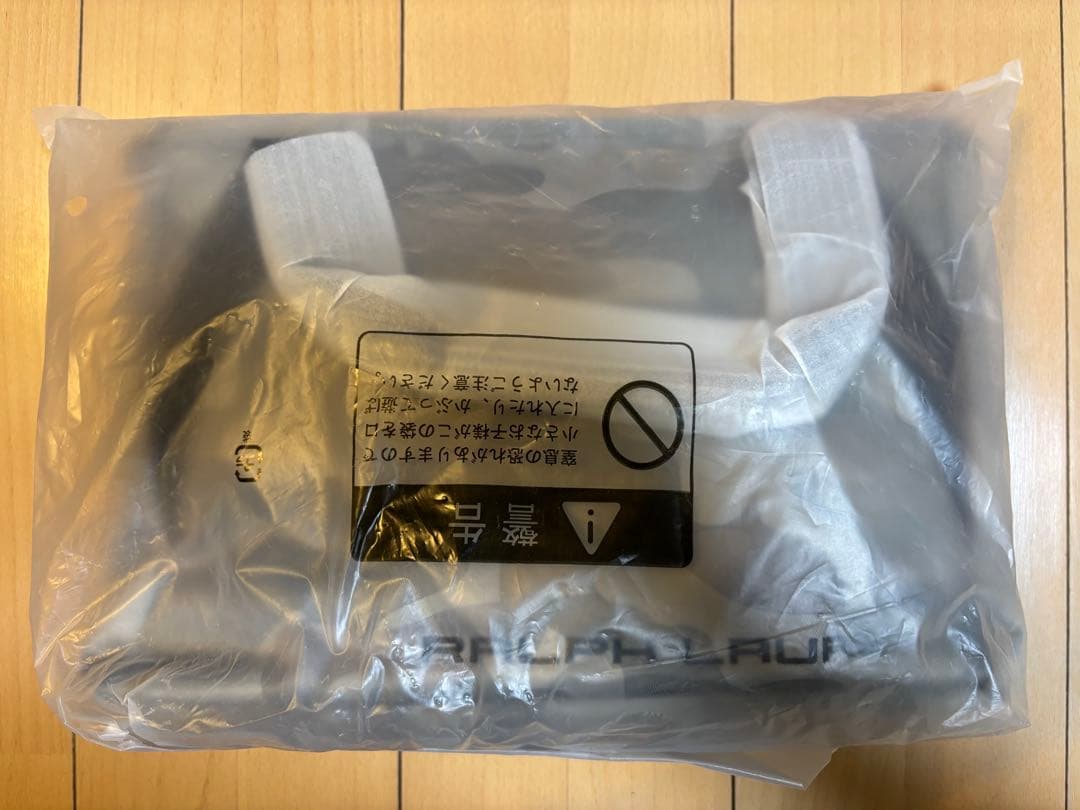 警告
窒息の恐れがありますので
小さなお子様がこの袋を口
に入れたり、かぶって遊ば
ないようご注意ください。
RALPH LAU